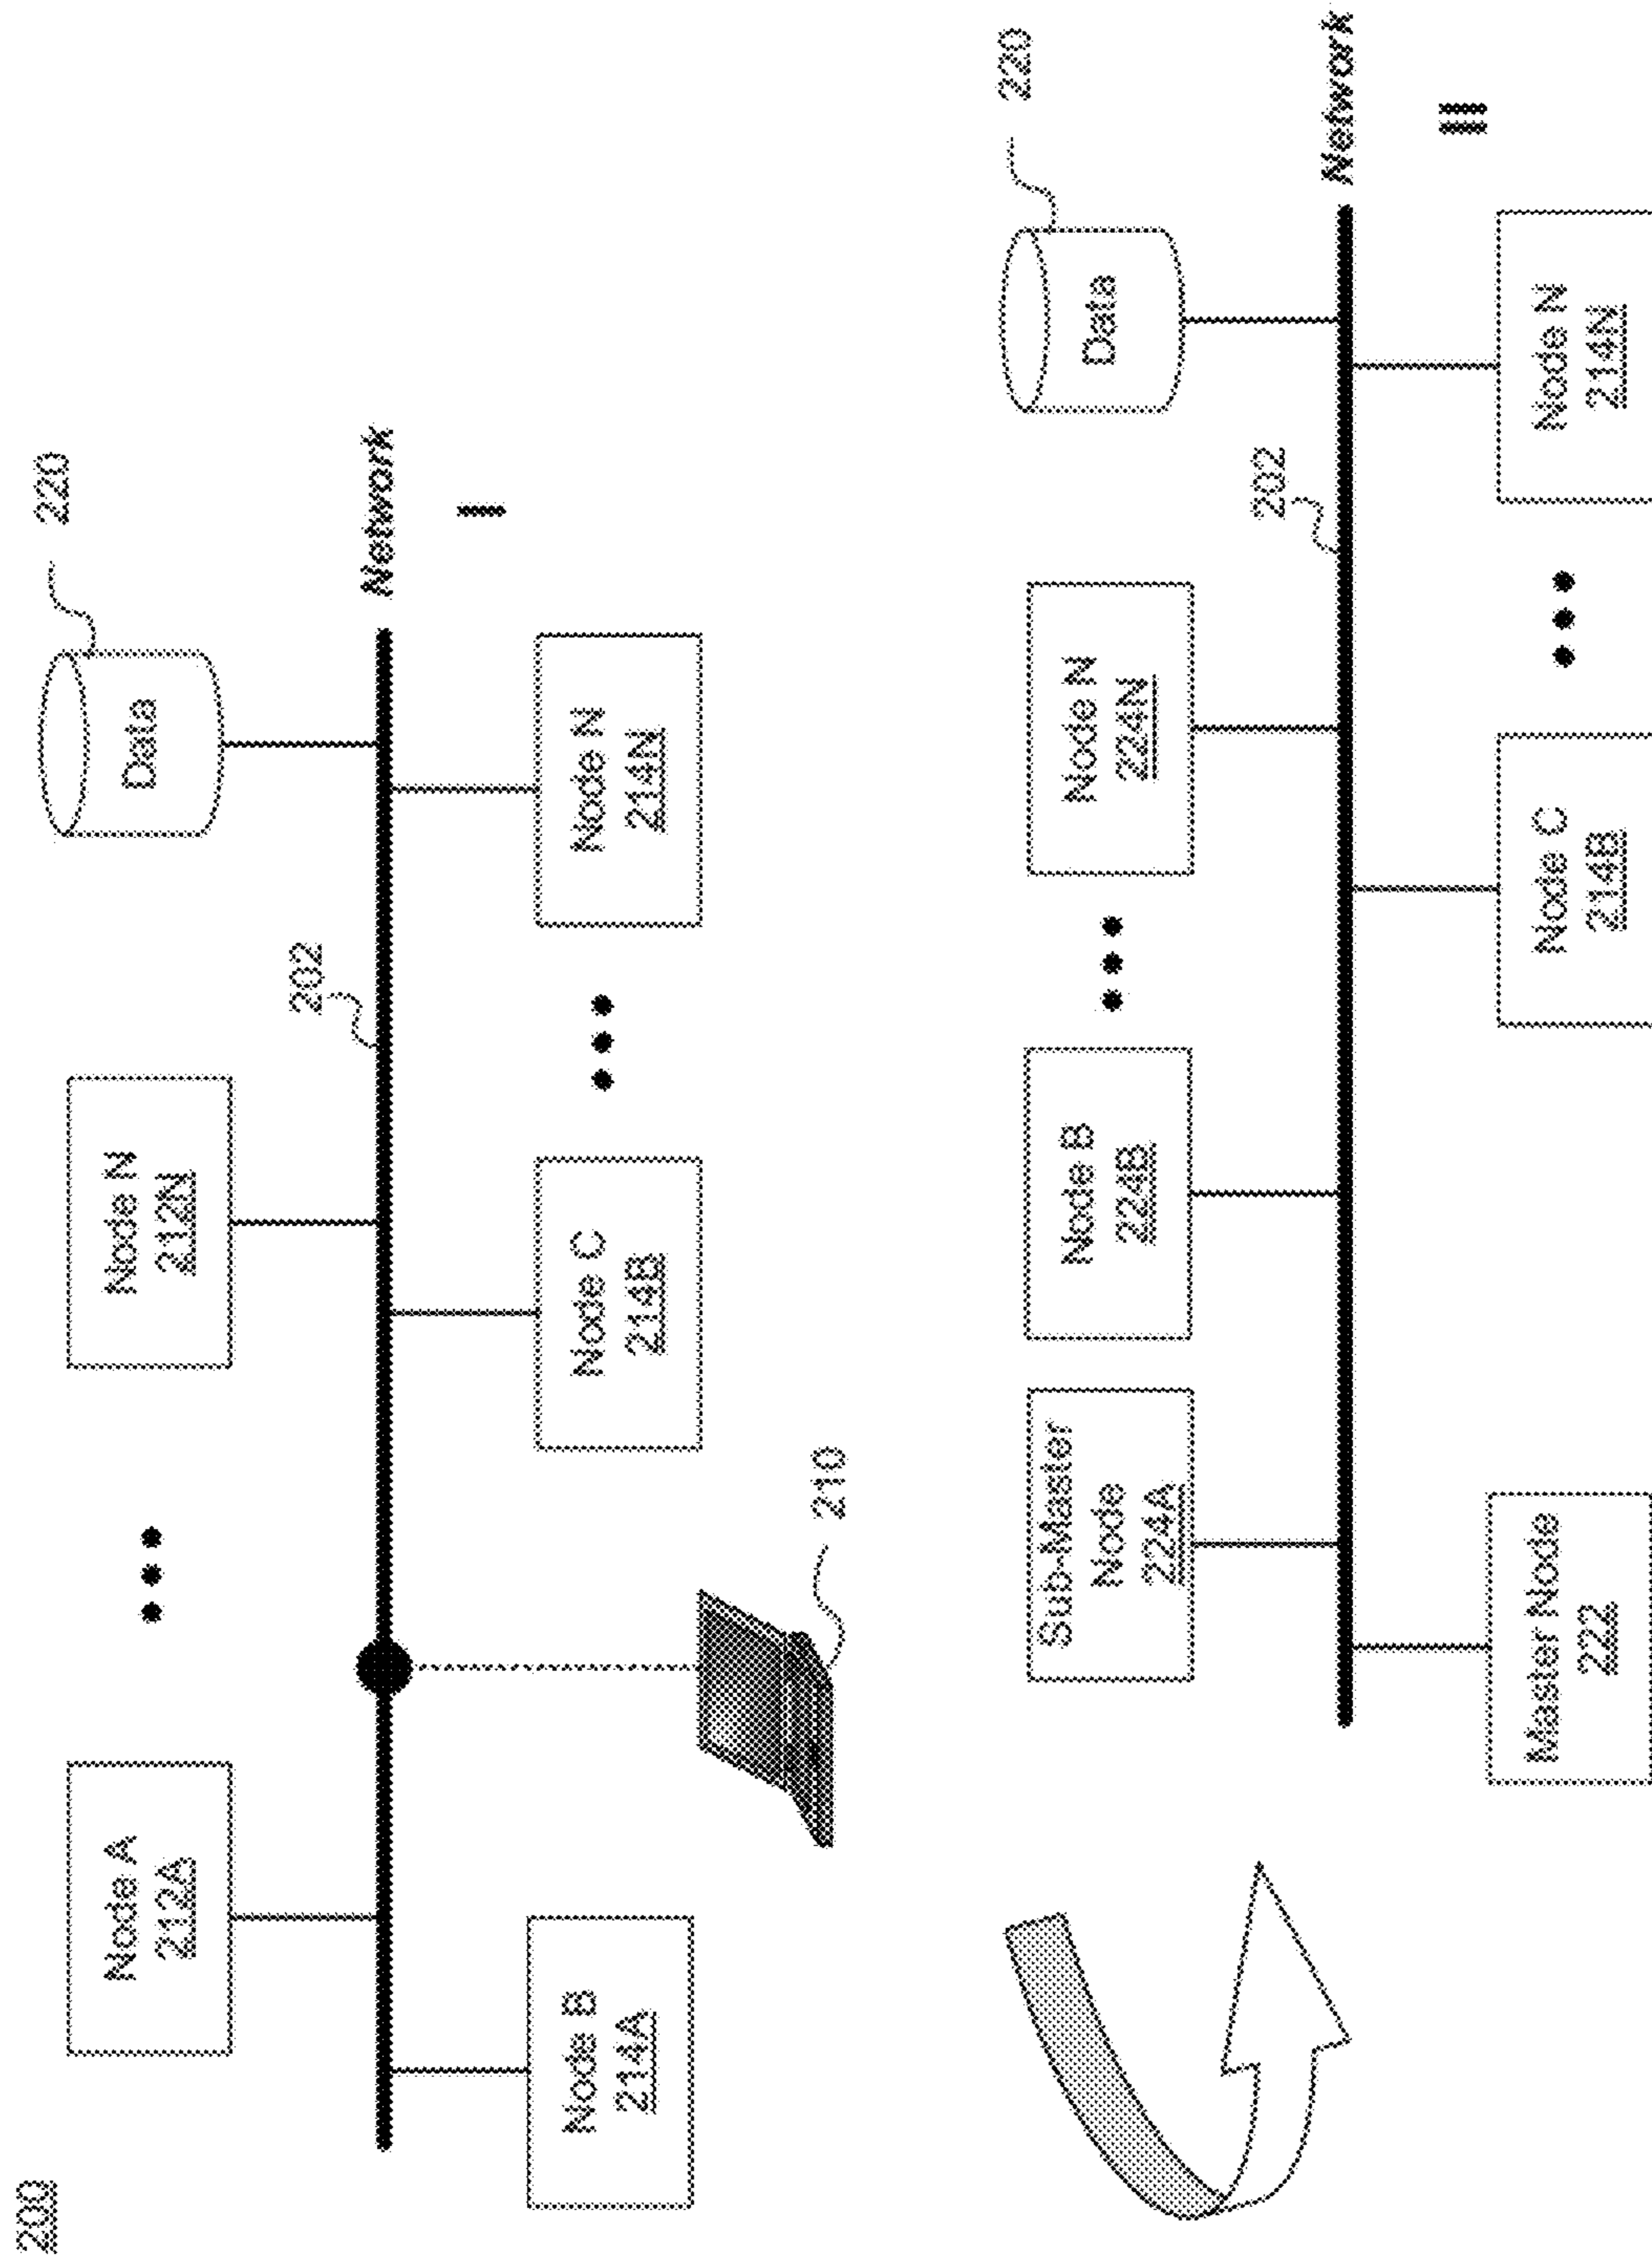 200
Node A
212A
Node N
212N
220
Data
202
Network
I
Node B
214A
210
Node C
214B
Node N
214N
220
Data
Sub-Master
Node
224A
Node B
224B
Node N
224N
202
Network
II
Master Node
222
Node C
214B
Node N
214N